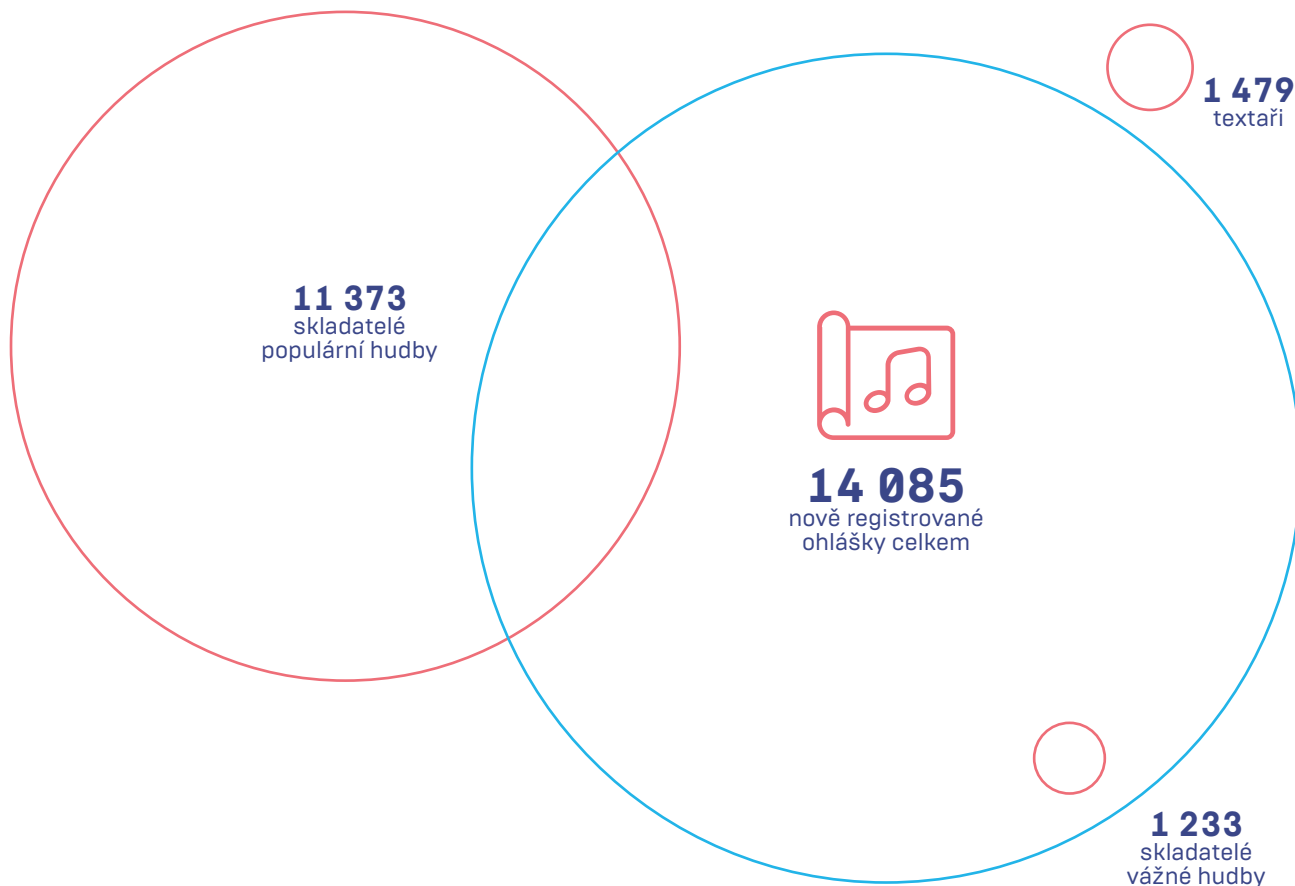 1 479
textaři
11 373
skladatelé
populární hudby
14 085
nově registrované
ohlášky celkem
1 233
skladatelé
vážné hudby